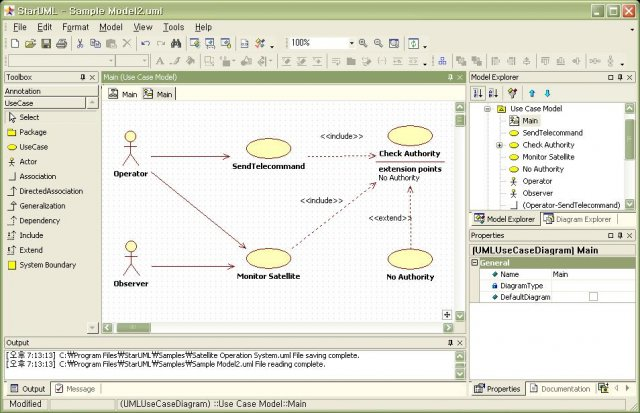 StarUML - Sample Model2.uml
File Edit Format Model View Tools Help
100%
Toolbox
Annotation
UseCase
Select
Package
UseCase
Actor
Association
DirectedAssociation
Generalization
Dependency
Include
Extend
System Boundary
Main (Use Case Model)
Main Main
Operator
SendTelecommand
<<include>>
Check Authority
extension points
No Authority
<<include>>
<<extend>>
Observer
Monitor Satellite
No Authority
Model Explorer
Use Case Model
Main
SendTelecommand
Check Authority
Monitor Satellite
No Authority
Operator
Observer
(Operator-SendTelecommand)
Model Explorer Diagram Explorer
Properties
(UMLUseCaseDiagram) Main
General
Name Main
DiagramType
DefaultDiagram
Properties Documentation
Output
[오후 7:13:13] C:₩Program Files₩StarUML₩Samples₩Satellite Operation System.uml File saving complete.
[오후 7:13:13] C:₩Program Files₩StarUML₩Samples₩Sample Model2.uml File reading complete.
Output Message
Modified (UMLUseCaseDiagram) ::Use Case Model::Main